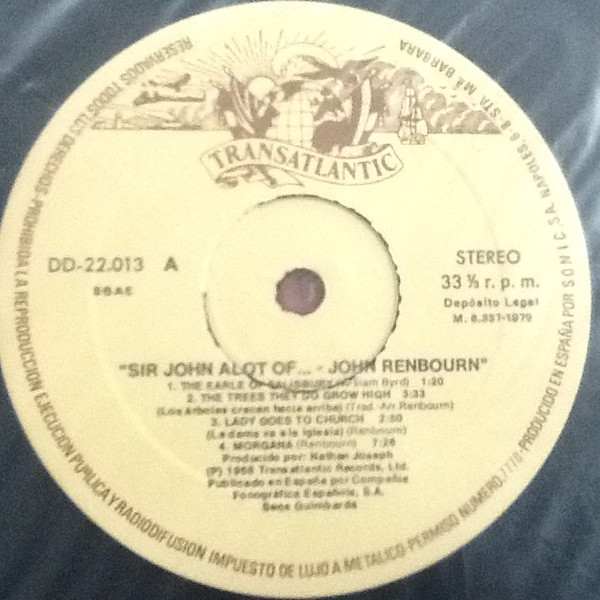 TRANSATLANTIC
DD-22.013 A
SGAE
STEREO
33 ⅓ r. p. m.
Depósito Legal
M. 8.337-1979
"SIR JOHN ALOT OF... - JOHN RENBOURN"
1. THE EARLE OF SALISBURY (William Byrd) 1:20
2. THE TREES THEY DO GROW HIGH 3:33
(Los Arboles crecen hacia arriba) (Trad.-Arr. Renbourn)
3. LADY GOES TO CHURCH 2:50
(La dama va a la iglesia) (Renbourn)
4. MORGANA (Renbourn) 7:26
Producido por: Nathan Joseph
(P) 1968 Transatlantic Records, Ltd.
Publicado en España por Compañía
Fonográfica Española, S.A.
Discos Guimbarda
RESERVADOS TODOS LOS DERECHOS·PROHIBIDA LA REPRODUCCION EJECUCION PUBLICA Y RADIODIFUSION IMPUESTO DE LUJO A METALICO·PERMISO NUMERO 7770·PRODUCIDO EN ESPAÑA POR SONIC, S.A. NAPOLES, 6-8·STA. Mª BARBARA